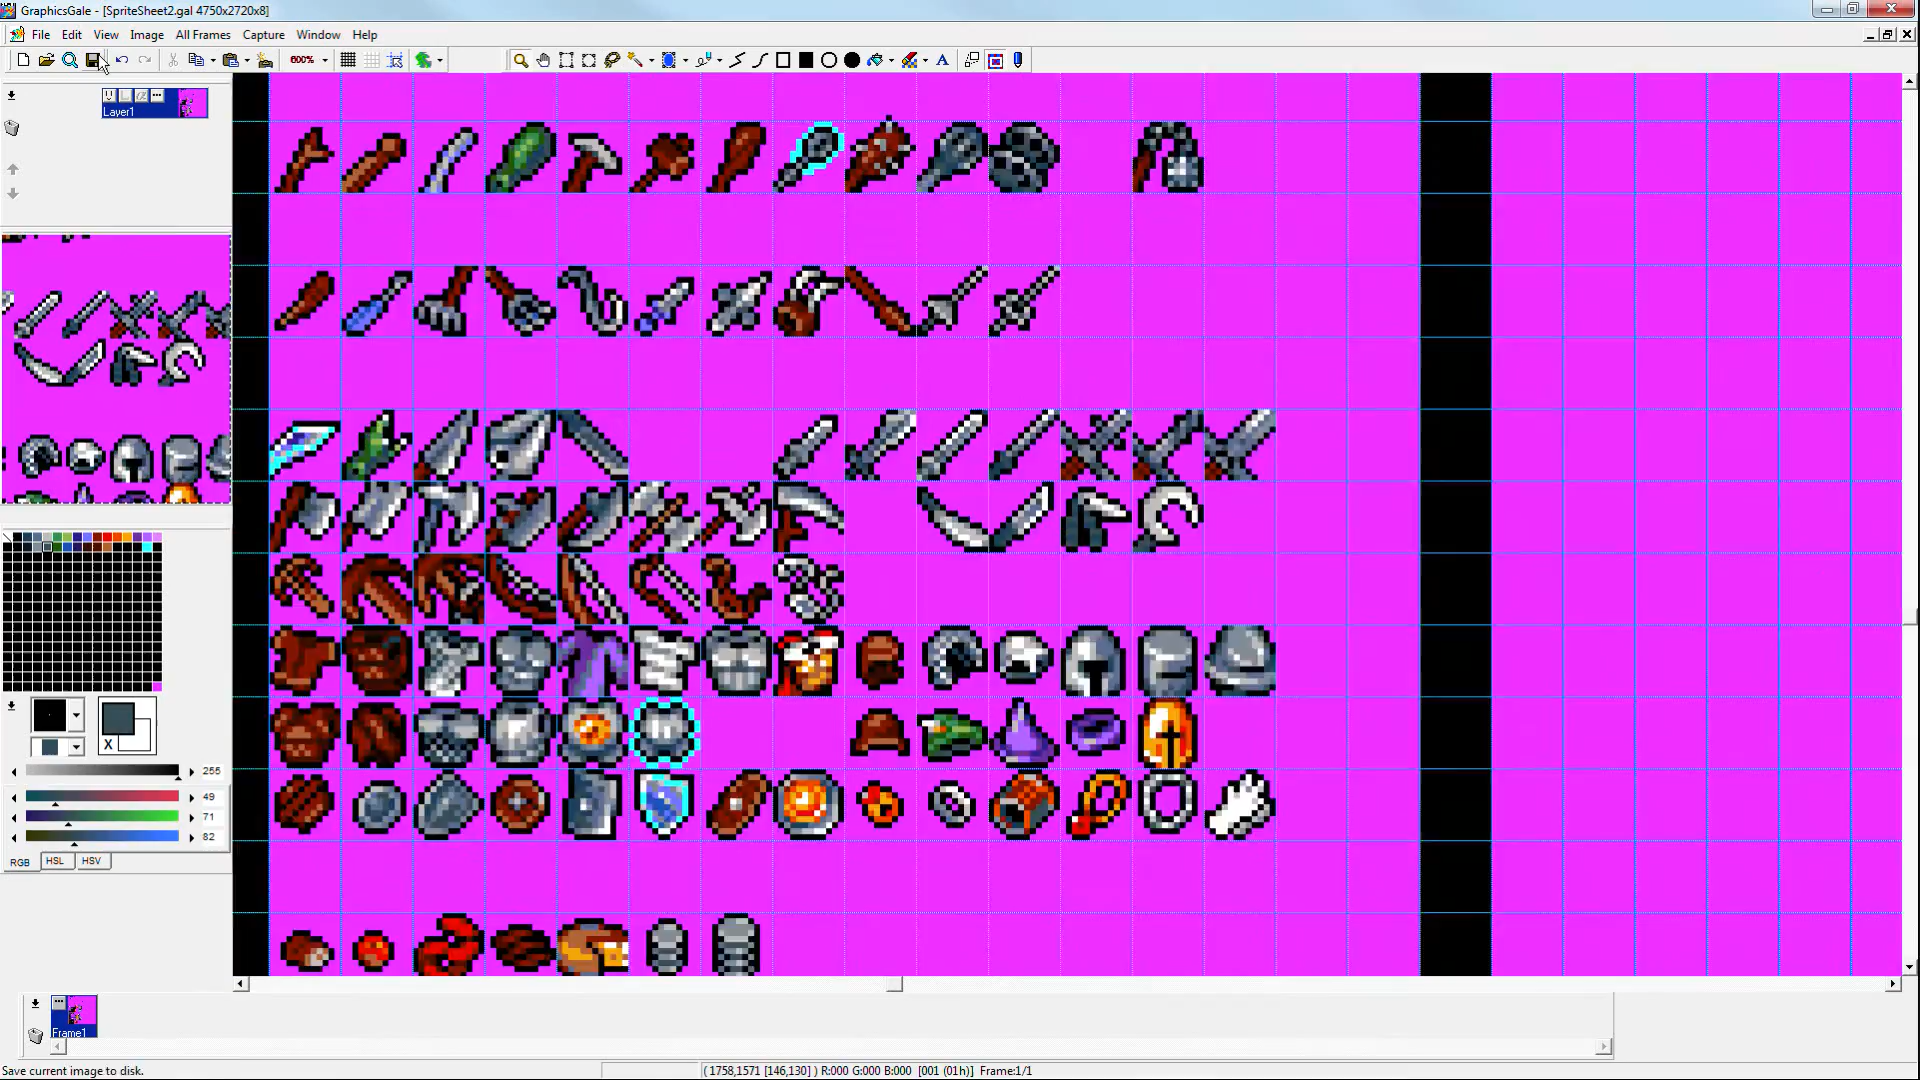 GraphicsGale - [SpriteSheet2.gal 4750x2720x8]
File Edit View Image All Frames Capture Window Help
600%
A
Layer1
X
255
49
71
82
RGB HSL HSV
Frame1
Save current image to disk.
( 1758,1571 [146,130] ) R:000 G:000 B:000 [001 (01h)] Frame:1/1